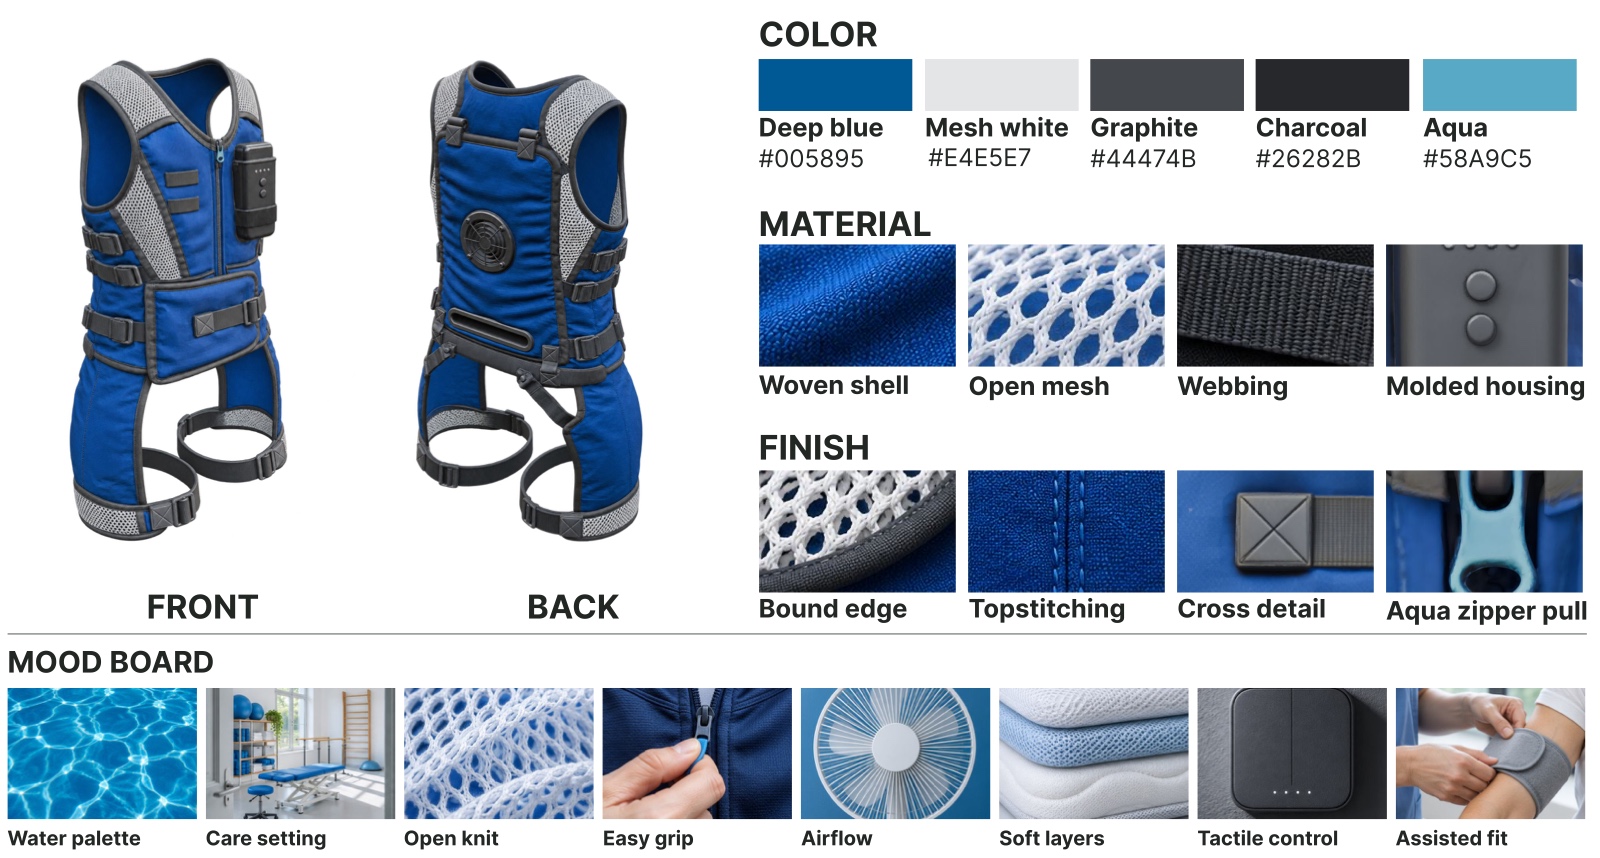 COLOR
Deep blue
#005895
Mesh white
#E4E5E7
Graphite
#44474B
Charcoal
#26282B
Aqua
#58A9C5
MATERIAL
Woven shell
Open mesh
Webbing
Molded housing
FINISH
Bound edge
Topstitching
Cross detail
Aqua zipper pull
FRONT
BACK
MOOD BOARD
Water palette
Care setting
Open knit
Easy grip
Airflow
Soft layers
Tactile control
Assisted fit